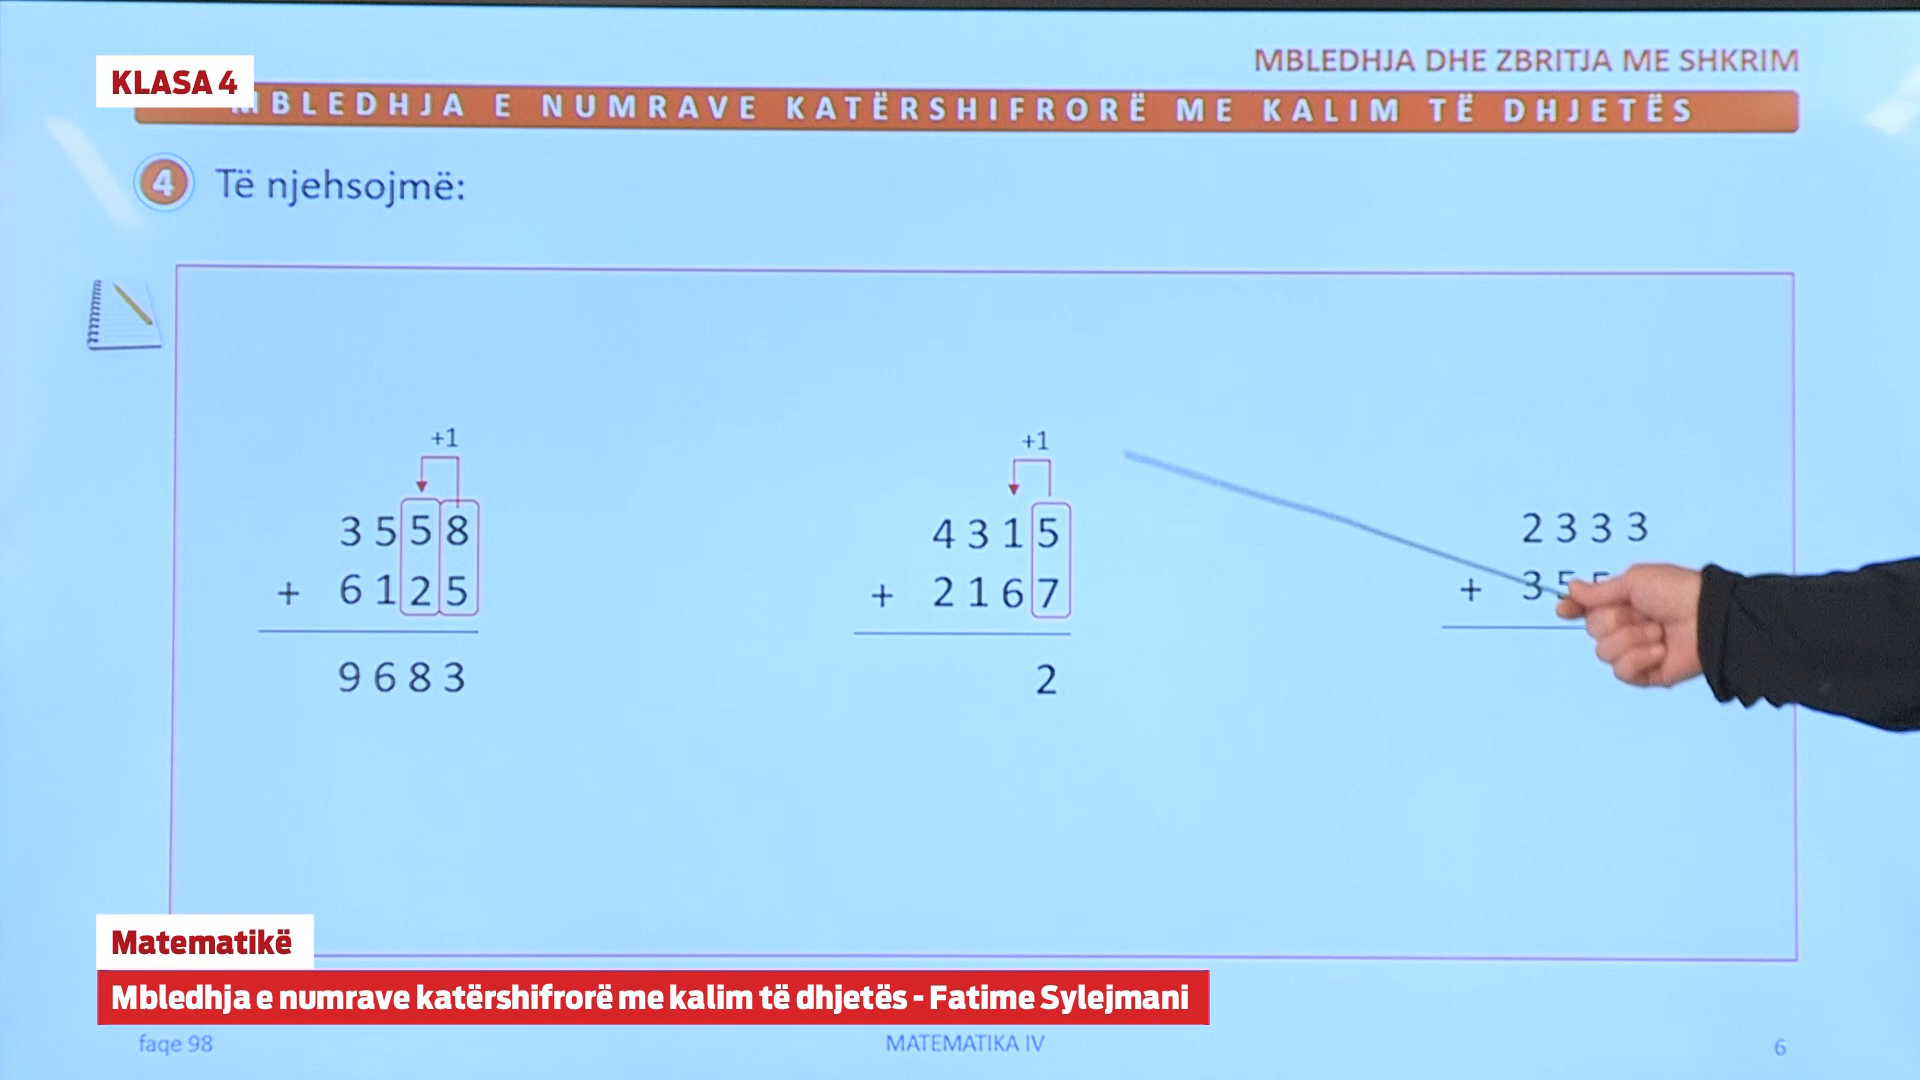 KLASA 4
MBLEDHJA DHE ZBRITJA ME SHKRIM
MBLEDHJA E NUMRAVE KATËRSHIFRORË ME KALIM TË DHJETËS
4 Të njehsojmë:
+1
3558
+ 6125
9683
+1
4315
+ 2167
2
2333
+ 35
Matematikë
Mbledhja e numrave katërshifrorë me kalim të dhjetës - Fatime Sylejmani
faqe 98
MATEMATIKA IV
6